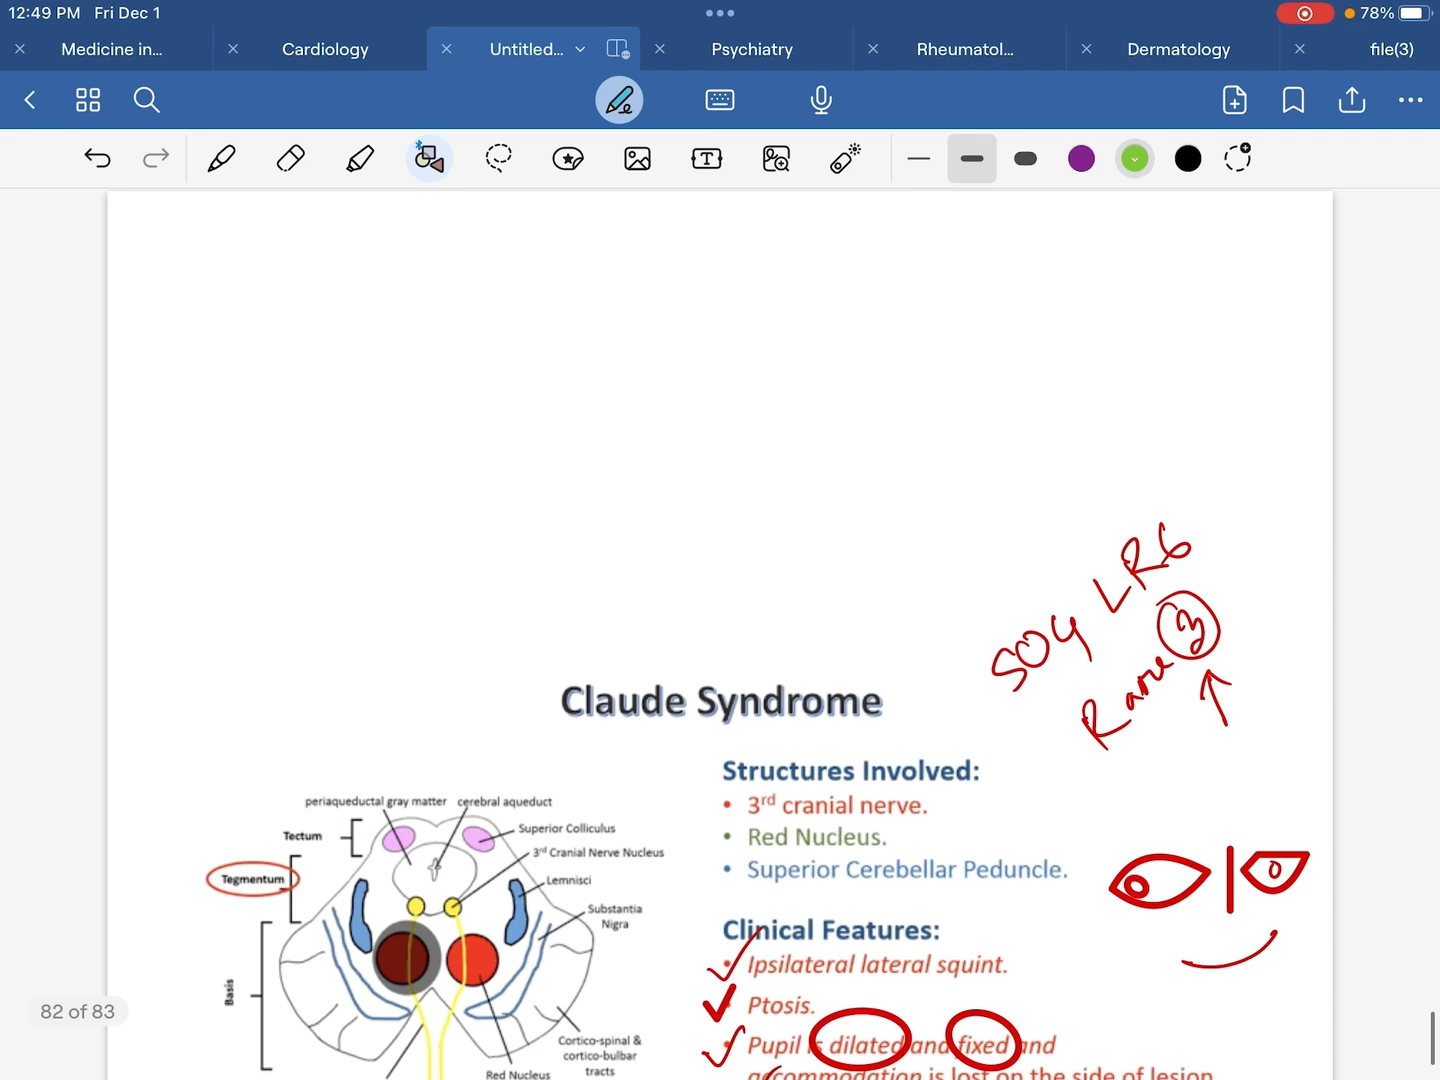 12:49 PM Fri Dec 1
78%
Medicine in...
Cardiology
Untitled...
Psychiatry
Rheumatol...
Dermatology
file(3)
SO4 LR6
Rare 3
Claude Syndrome
Structures Involved:
• 3rd cranial nerve.
• Red Nucleus.
• Superior Cerebellar Peduncle.
Clinical Features:
• Ipsilateral lateral squint.
• Ptosis.
• Pupil is dilated and fixed and
accommodation is lost on the side of lesion
periaqueductal gray matter
cerebral aqueduct
Tectum
Superior Colliculus
3rd Cranial Nerve Nucleus
Tegmentum
Lemnisci
Substantia
Nigra
Basis
Cortico-spinal &
cortico-bulbar
tracts
Red Nucleus
82 of 83